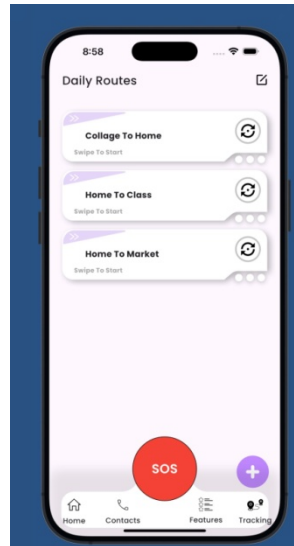 8:58
Daily Routes
Collage To Home
Swipe To Start
Home To Class
Swipe To Start
Home To Market
Swipe To Start
SOS
Home Contacts Features Tracking